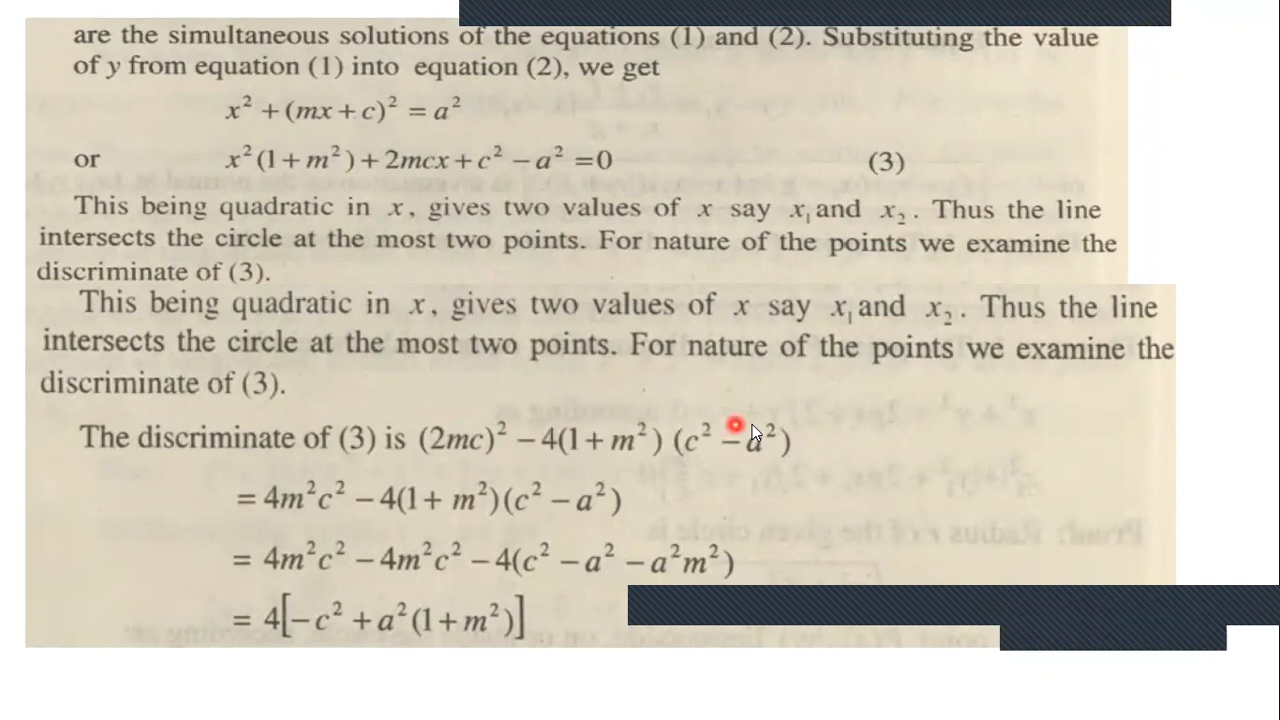 are the simultaneous solutions of the equations (1) and (2). Substituting the value
of y from equation (1) into equation (2), we get
x² + (mx + c)² = a²
or x²(1 + m²) + 2mcx + c² − a² = 0 (3)
This being quadratic in x, gives two values of x say x₁ and x₂. Thus the line
intersects the circle at the most two points. For nature of the points we examine the
discriminate of (3).
This being quadratic in x, gives two values of x say x₁ and x₂. Thus the line
intersects the circle at the most two points. For nature of the points we examine the
discriminate of (3).
The discriminate of (3) is (2mc)² − 4(1 + m²) (c² − a²)
= 4m²c² − 4(1 + m²)(c² − a²)
= 4m²c² − 4m²c² − 4(c² − a² − a²m²)
= 4[−c² + a²(1 + m²)]